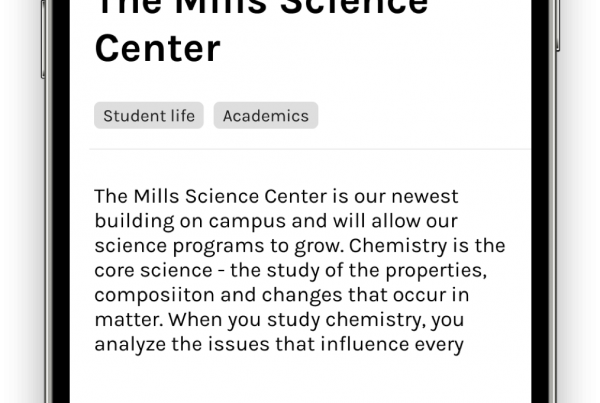 The Mills Science
Center
Student life
Academics
The Mills Science Center is our newest
building on campus and will allow our
science programs to grow. Chemistry is the
core science - the study of the properties,
composiiton and changes that occur in
matter. When you study chemistry, you
analyze the issues that influence every